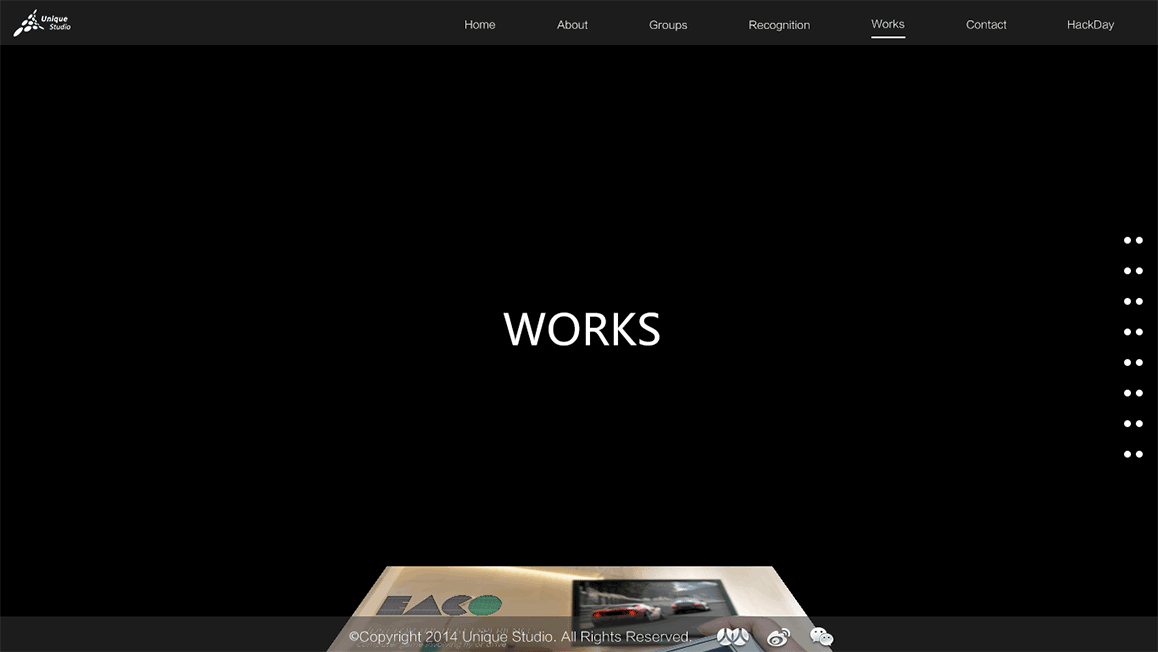 Unique
Studio
Home
About
Groups
Recognition
Works
Contact
HackDay
WORKS
EACO
©Copyright 2014 Unique Studio. All Rights Reserved.